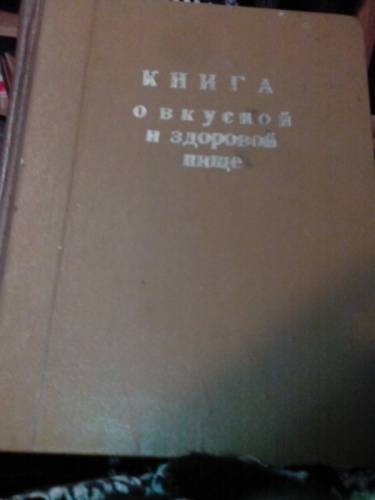 КНИГА
о вкусной
и здоровой
пище